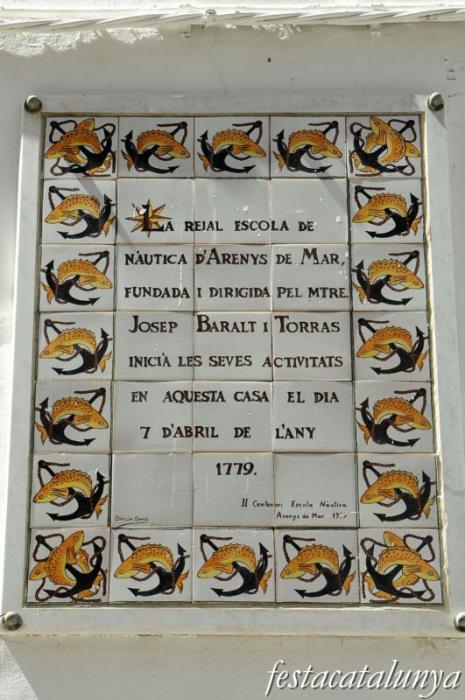 LA REIAL ESCOLA DE
NÀUTICA D'ARENYS DE MAR,
FUNDADA I DIRIGIDA PEL MTRE.
JOSEP BARALT I TORRAS
INICIÀ LES SEVES ACTIVITATS
EN AQUESTA CASA EL DIA
7 D'ABRIL DE L'ANY
1779.
II Centenari Escola Nàutica
Arenys de Mar
festacatalunya